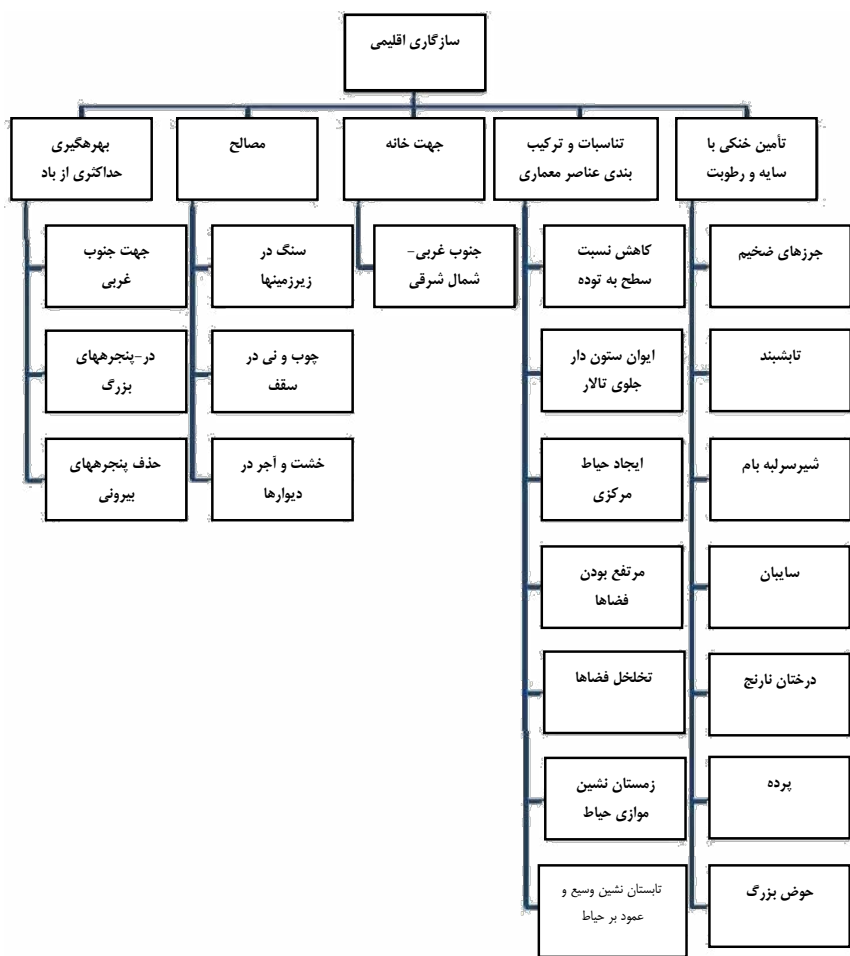 سازگاری اقلیمی
تأمین خنکی با
سایه و رطوبت
جرزهای ضخیم
تابشبند
شیرسرلبه بام
سایبان
درختان نارنج
پرده
حوض بزرگ
تناسبات و ترکیب
بندی عناصر معماری
کاهش نسبت
سطح به توده
ایوان ستون دار
جلوی تالار
ایجاد حیاط
مرکزی
مرتفع بودن
فضاها
تخلخل فضاها
زمستان نشین
موازی حیاط
تابستان نشین وسیع و
عمود بر حیاط
جهت خانه
جنوب غربی-
شمال شرقی
مصالح
سنگ در
زیرزمینها
چوب و نی در
سقف
خشت و آجر در
دیوارها
بهرهگیری
حداکثری از باد
جهت جنوب
غربی
در-پنجرههای
بزرگ
حذف پنجرههای
بیرونی